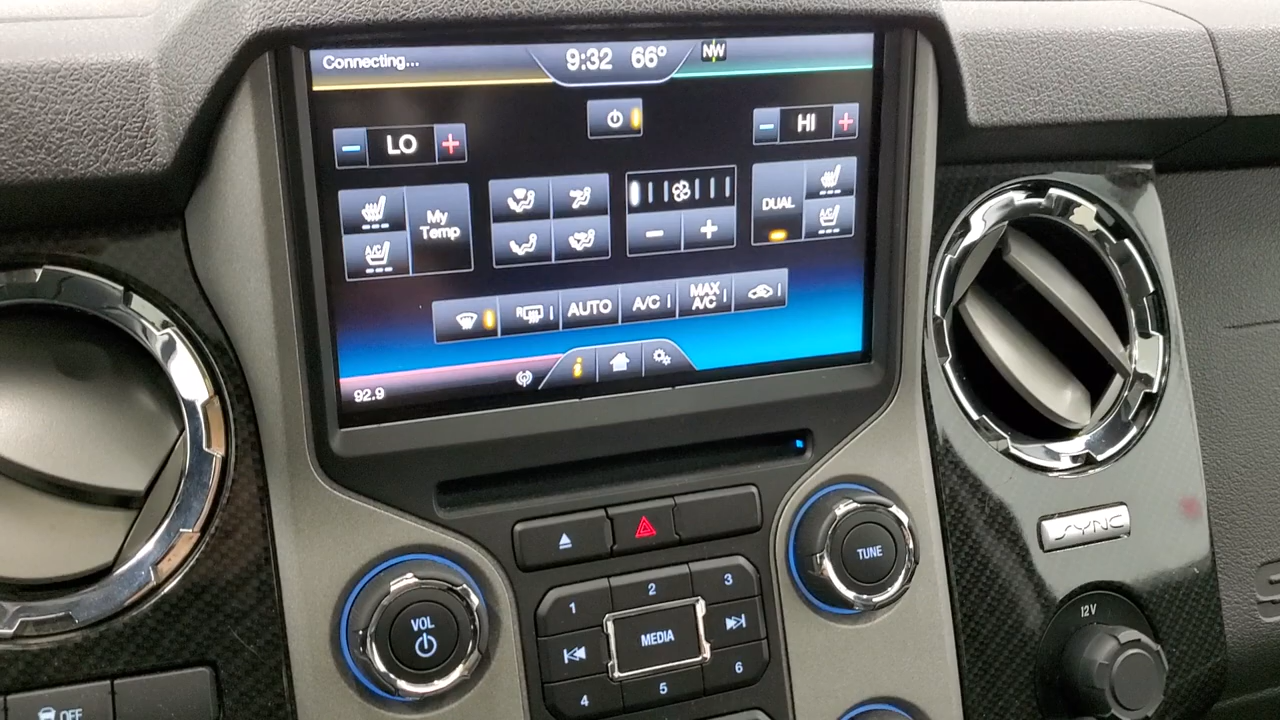 Connecting...
9:32 66°
NW
LO
HI
My
Temp
A/C
DUAL
A/C
R
AUTO
A/C
MAX
A/C
92.9
SYNC
TUNE
12V
VOL
1
2
3
MEDIA
4
5
6
OFF